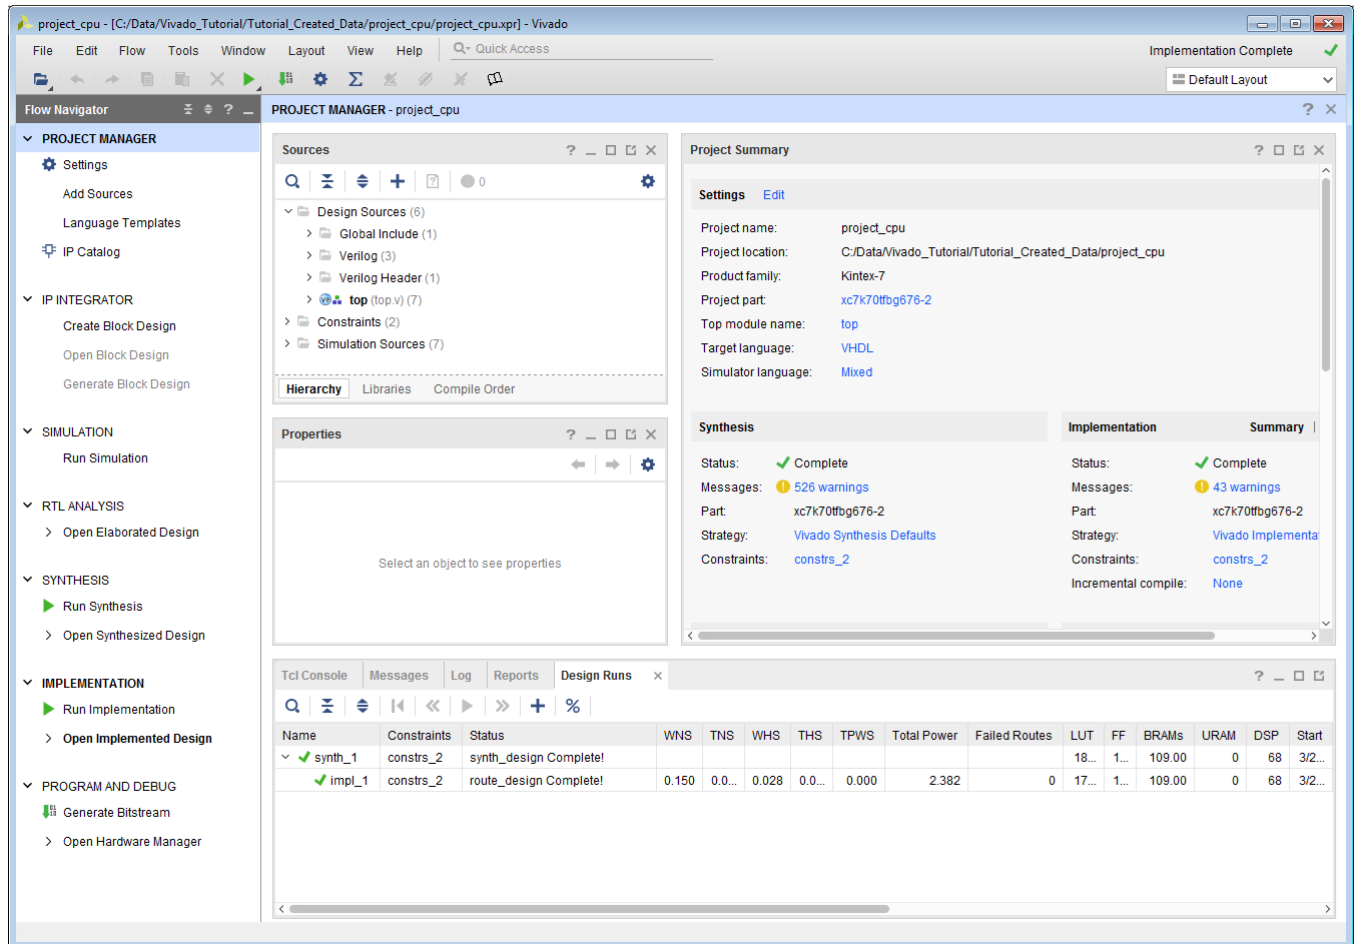 project_cpu - [C:/Data/Vivado_Tutorial/Tutorial_Created_Data/project_cpu/project_cpu.xpr] - Vivado
File Edit Flow Tools Window Layout View Help Quick Access Implementation Complete
Default Layout
Flow Navigator ?
PROJECT MANAGER - project_cpu ?
PROJECT MANAGER
Settings
Add Sources
Language Templates
IP Catalog
IP INTEGRATOR
Create Block Design
Open Block Design
Generate Block Design
SIMULATION
Run Simulation
RTL ANALYSIS
Open Elaborated Design
SYNTHESIS
Run Synthesis
Open Synthesized Design
IMPLEMENTATION
Run Implementation
Open Implemented Design
PROGRAM AND DEBUG
Generate Bitstream
Open Hardware Manager
Sources ?
0
Design Sources (6)
Global Include (1)
Verilog (3)
Verilog Header (1)
top (top.v) (7)
Constraints (2)
Simulation Sources (7)
Hierarchy Libraries Compile Order
Properties ?
Select an object to see properties
Project Summary ?
Settings Edit
Project name: project_cpu
Project location: C:/Data/Vivado_Tutorial/Tutorial_Created_Data/project_cpu
Product family: Kintex-7
Project part: xc7k70tfbg676-2
Top module name: top
Target language: VHDL
Simulator language: Mixed
Synthesis
Status: Complete
Messages: 526 warnings
Part: xc7k70tfbg676-2
Strategy: Vivado Synthesis Defaults
Constraints: constrs_2
Implementation Summary |
Status: Complete
Messages: 43 warnings
Part: xc7k70tfbg676-2
Strategy: Vivado Implementa
Constraints: constrs_2
Incremental compile: None
Tcl Console Messages Log Reports Design Runs ?
%
Name Constraints Status WNS TNS WHS THS TPWS Total Power Failed Routes LUT FF BRAMs URAM DSP Start
synth_1 constrs_2 synth_design Complete! 18... 1... 109.00 0 68 3/2...
impl_1 constrs_2 route_design Complete! 0.150 0.0... 0.028 0.0... 0.000 2.382 0 17... 1... 109.00 0 68 3/2...